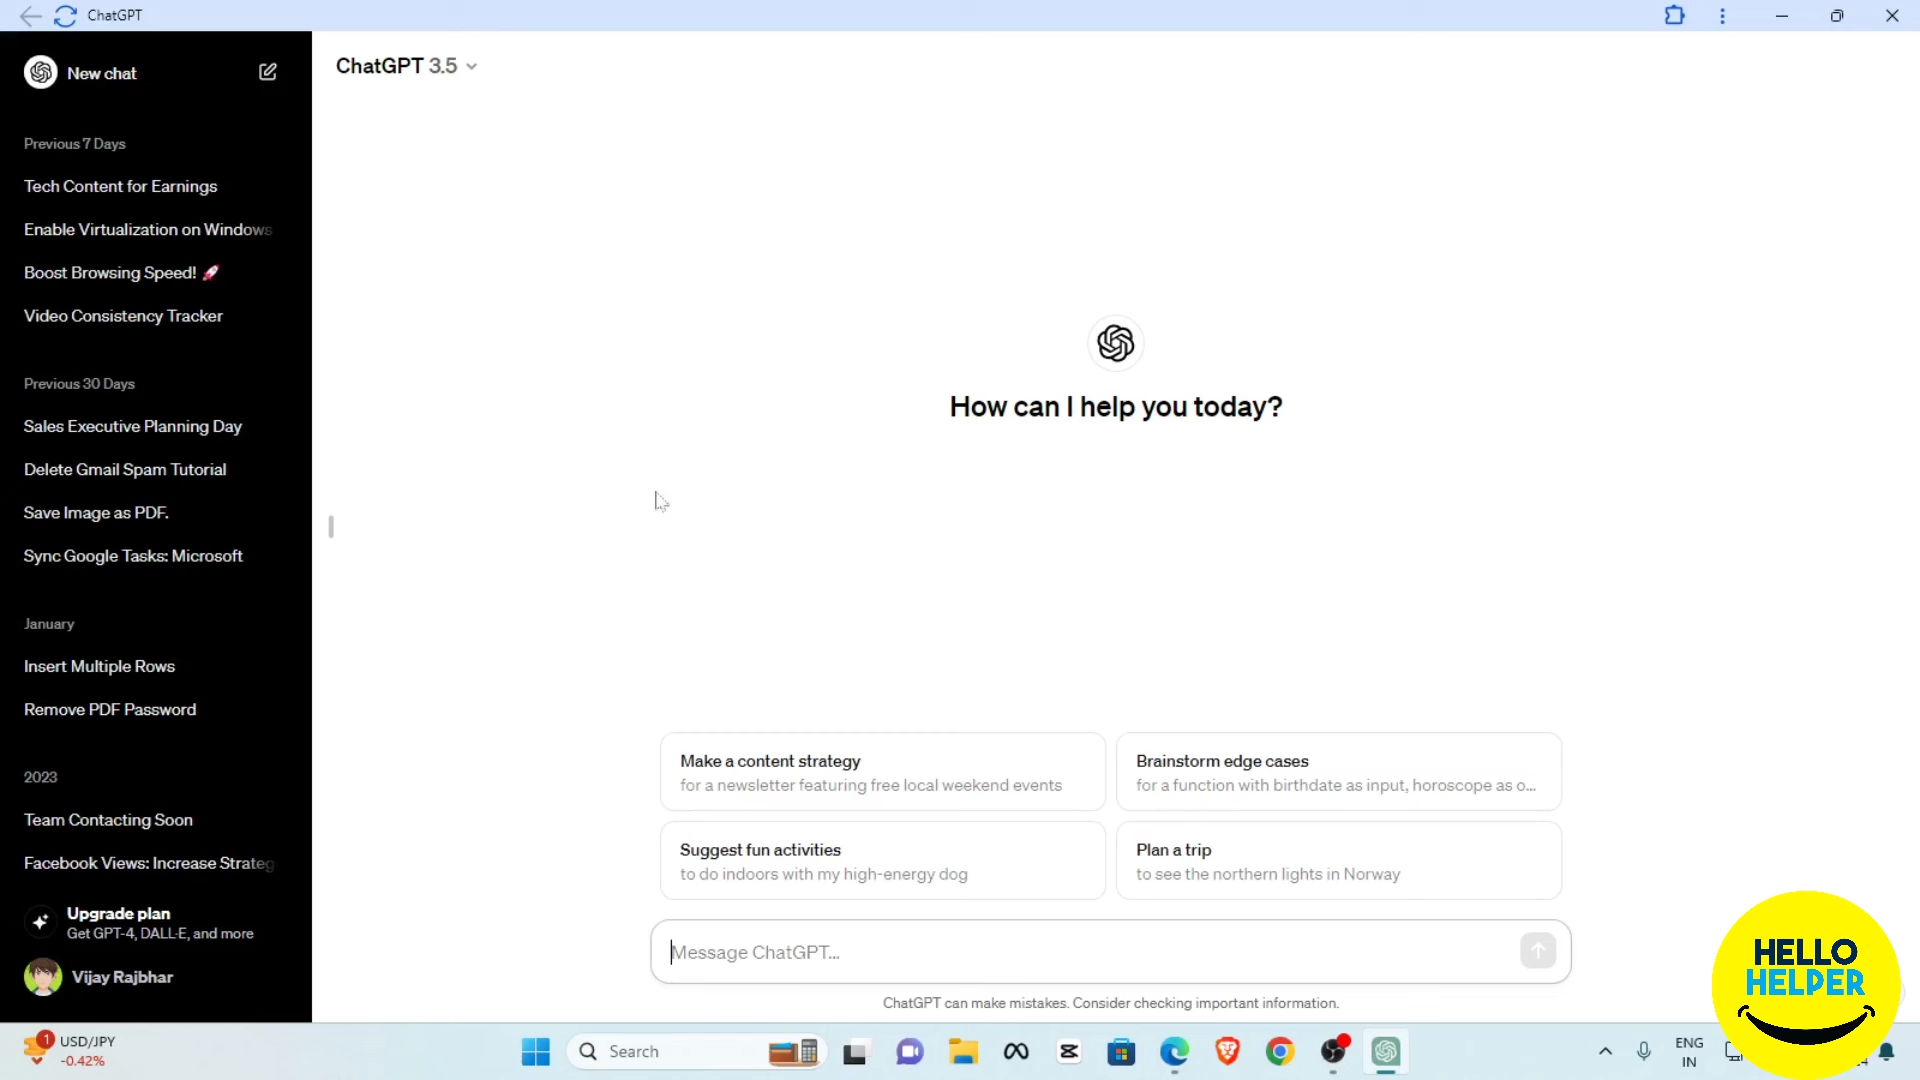 ChatGPT
New chat
ChatGPT 3.5
Previous 7 Days
Tech Content for Earnings
Enable Virtualization on Windows
Boost Browsing Speed! 🚀
Video Consistency Tracker
Previous 30 Days
Sales Executive Planning Day
Delete Gmail Spam Tutorial
Save Image as PDF.
Sync Google Tasks: Microsoft
January
Insert Multiple Rows
Remove PDF Password
2023
Team Contacting Soon
Facebook Views: Increase Strateg
Upgrade plan
Get GPT-4, DALL·E, and more
Vijay Rajbhar
How can I help you today?
Make a content strategy
for a newsletter featuring free local weekend events
Brainstorm edge cases
for a function with birthdate as input, horoscope as o...
Suggest fun activities
to do indoors with my high-energy dog
Plan a trip
to see the northern lights in Norway
Message ChatGPT...
ChatGPT can make mistakes. Consider checking important information.
HELLO
HELPER
1
USD/JPY
-0.42%
Search
ENG
IN